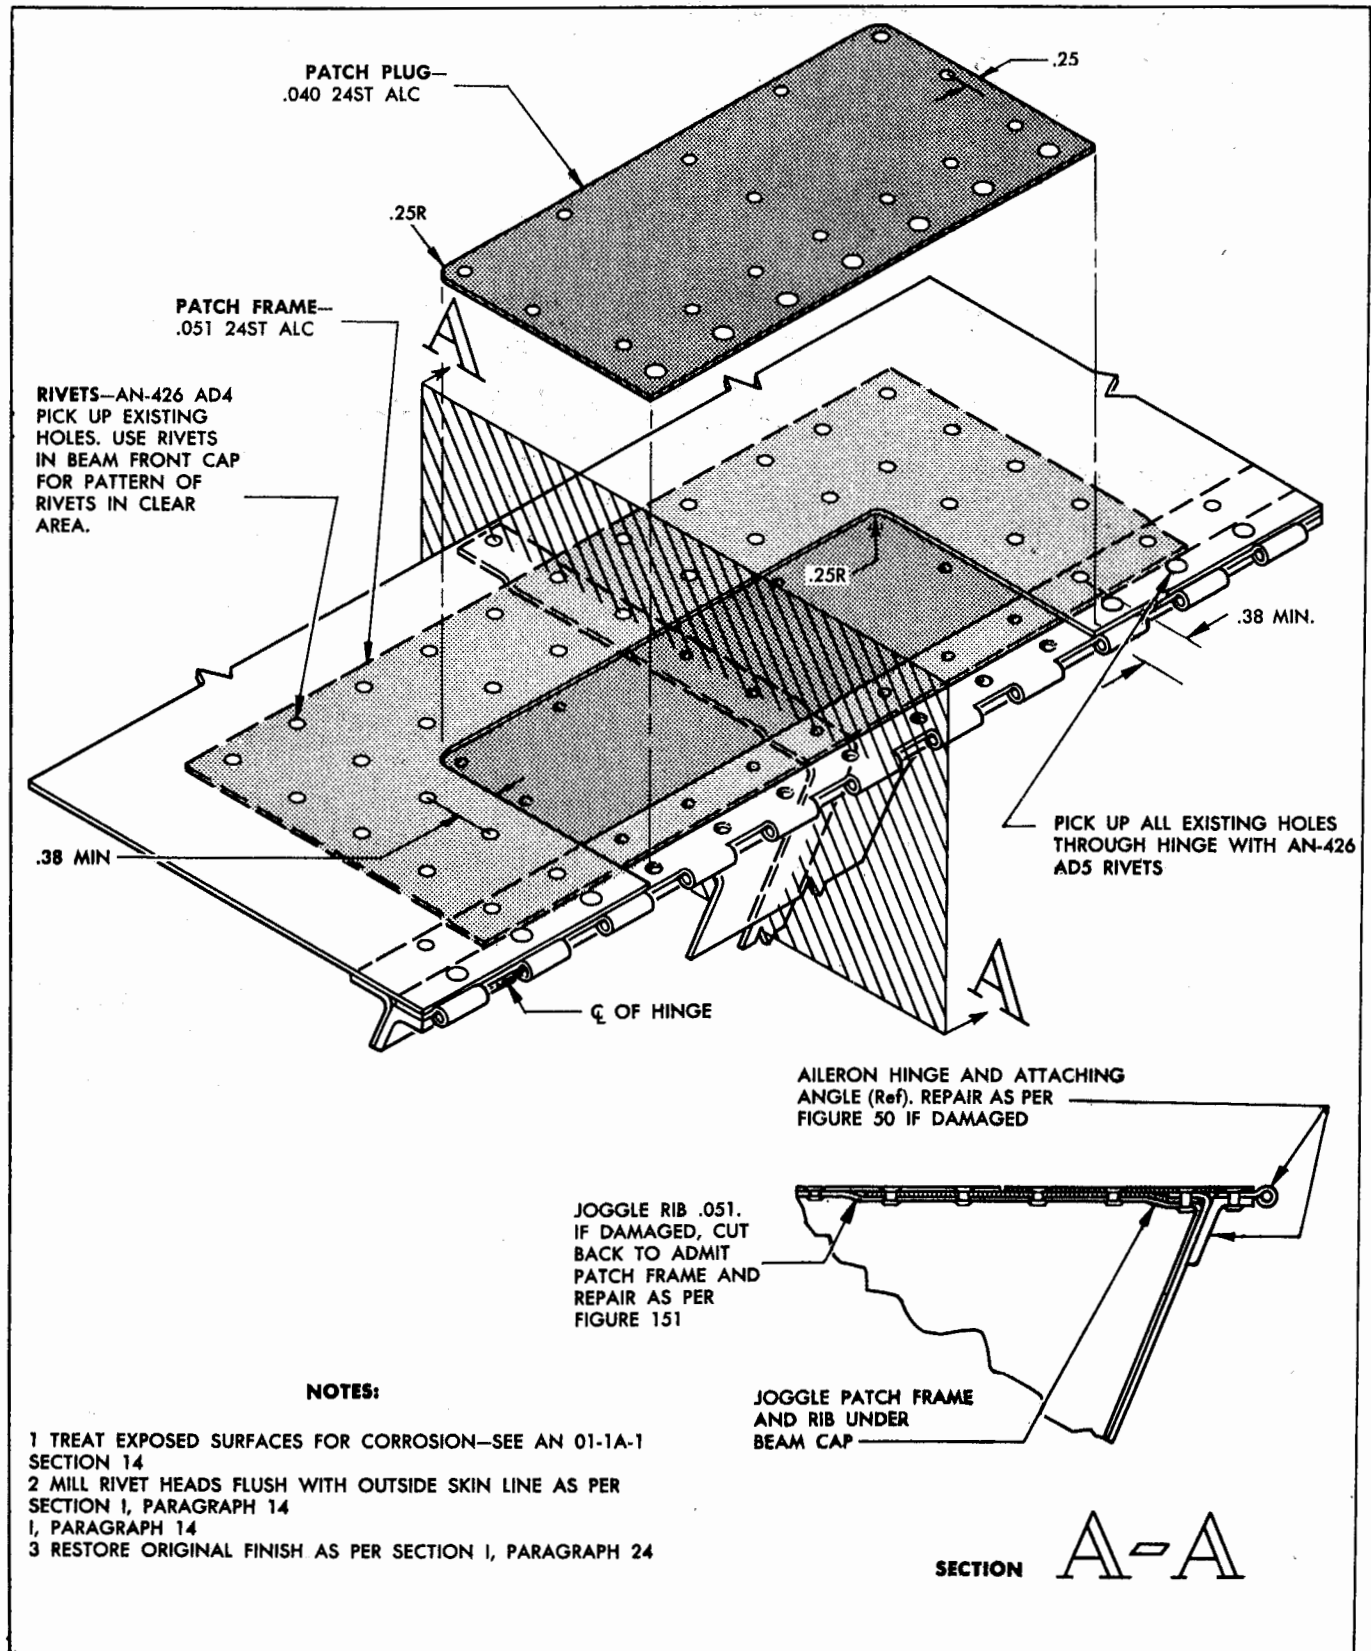 PATCH PLUG—
.040 24ST ALC
.25
.25R
PATCH FRAME—
.051 24ST ALC
A
RIVETS—AN-426 AD4
PICK UP EXISTING
HOLES. USE RIVETS
IN BEAM FRONT CAP
FOR PATTERN OF
RIVETS IN CLEAR
AREA.
.25R
.38 MIN.
.38 MIN
PICK UP ALL EXISTING HOLES
THROUGH HINGE WITH AN-426
AD5 RIVETS
A
℄ OF HINGE
AILERON HINGE AND ATTACHING
ANGLE (Ref). REPAIR AS PER
FIGURE 50 IF DAMAGED
JOGGLE RIB .051.
IF DAMAGED, CUT
BACK TO ADMIT
PATCH FRAME AND
REPAIR AS PER
FIGURE 151
JOGGLE PATCH FRAME
AND RIB UNDER
BEAM CAP
NOTES:
1 TREAT EXPOSED SURFACES FOR CORROSION—SEE AN 01-1A-1
SECTION 14
2 MILL RIVET HEADS FLUSH WITH OUTSIDE SKIN LINE AS PER
SECTION I, PARAGRAPH 14
I, PARAGRAPH 14
3 RESTORE ORIGINAL FINISH AS PER SECTION I, PARAGRAPH 24
SECTION A-A